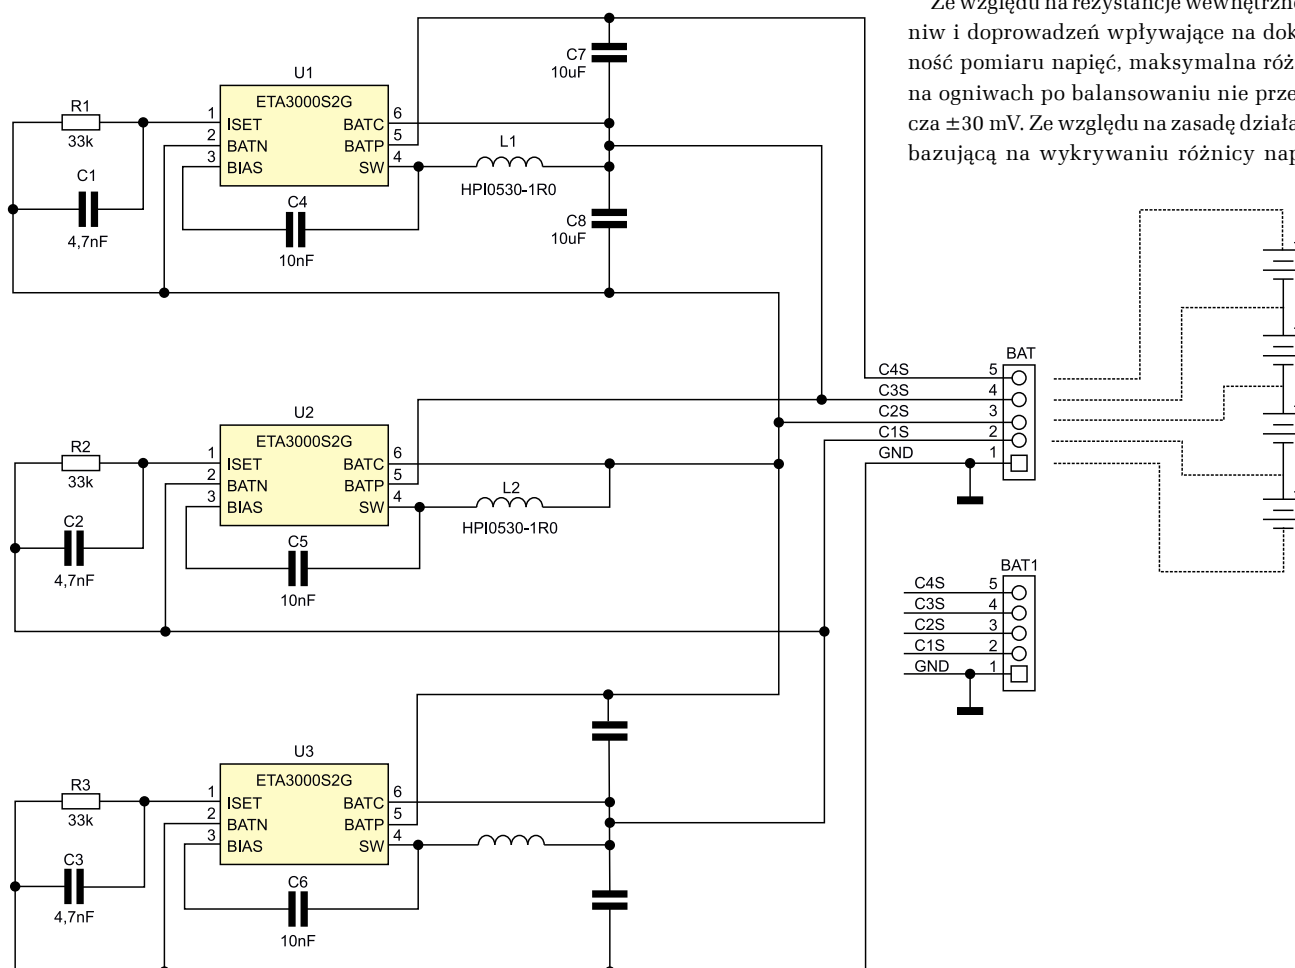 Ze względu na rezystancje wewnętrzne
niw i doprowadzeń wpływające na dok
ność pomiaru napięć, maksymalna róż
na ogniwach po balansowaniu nie prze
cza ±30 mV. Ze względu na zasadę działa
bazującą na wykrywaniu różnicy nap
C7
10uF
U1
ETA3000S2G
R1
33k
1 ISET BATC 6
2 BATN BATP 5
3 BIAS SW 4
L1
HPI0530-1R0
C1
4,7nF
C4
10nF
C8
10uF
BAT
C4S 5
C3S 4
C2S 3
C1S 2
GND 1
U2
ETA3000S2G
R2
33k
1 ISET BATC 6
2 BATN BATP 5
3 BIAS SW 4
L2
HPI0530-1R0
C2
4,7nF
C5
10nF
BAT1
C4S 5
C3S 4
C2S 3
C1S 2
GND 1
U3
ETA3000S2G
R3
33k
1 ISET BATC 6
2 BATN BATP 5
3 BIAS SW 4
C3
4,7nF
C6
10nF